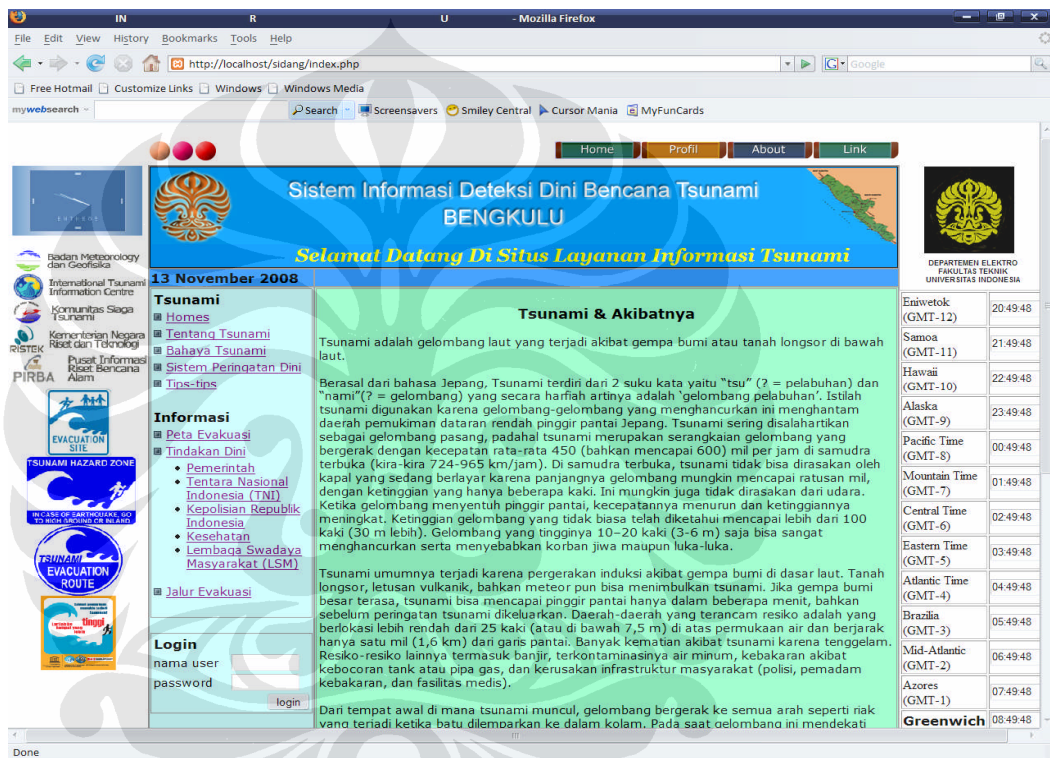 IN R U - Mozilla Firefox
File Edit View History Bookmarks Tools Help
http://localhost/sidang/index.php
Google
Free Hotmail Customize Links Windows Windows Media
mywebsearch Search Screensavers Smiley Central Cursor Mania MyFunCards
Home Profil About Link
Sistem Informasi Deteksi Dini Bencana Tsunami
BENGKULU
Selamat Datang Di Situs Layanan Informasi Tsunami
Badan Meteorology
dan Geofisika
International Tsunami
Information Centre
Komunitas Siaga
Tsunami
Kementerian Negara
Riset dan Teknologi
RISTEK
Pusat Informasi
Riset Bencana
Alam
PIRBA
EVACUATION
SITE
TSUNAMI HAZARD ZONE
IN CASE OF EARTHQUAKE, GO
TO HIGH GROUND OR INLAND
TSUNAMI
EVACUATION
ROUTE
tinggi
13 November 2008
Tsunami
Homes
Tentang Tsunami
Bahaya Tsunami
Sistem Peringatan Dini
Tips-tips
Informasi
Peta Evakuasi
Tindakan Dini
Pemerintah
Tentara Nasional
Indonesia (TNI)
Kepolisian Republik
Indonesia
Kesehatan
Lembaga Swadaya
Masyarakat (LSM)
Jalur Evakuasi
Login
nama user
password
login
Tsunami & Akibatnya
Tsunami adalah gelombang laut yang terjadi akibat gempa bumi atau tanah longsor di bawah
laut.
Berasal dari bahasa Jepang, Tsunami terdiri dari 2 suku kata yaitu “tsu” (? = pelabuhan) dan
“nami”(? = gelombang) yang secara harfiah artinya adalah ‘gelombang pelabuhan’. Istilah
tsunami digunakan karena gelombang-gelombang yang menghancurkan ini menghantam
daerah pemukiman dataran rendah pinggir pantai Jepang. Tsunami sering disalahartikan
sebagai gelombang pasang, padahal tsunami merupakan serangkaian gelombang yang
bergerak dengan kecepatan rata-rata 450 (bahkan mencapai 600) mil per jam di samudra
terbuka (kira-kira 724-965 km/jam). Di samudra terbuka, tsunami tidak bisa dirasakan oleh
kapal yang sedang berlayar karena panjangnya gelombang mungkin mencapai ratusan mil,
dengan ketinggian yang hanya beberapa kaki. Ini mungkin juga tidak dirasakan dari udara.
Ketika gelombang menyentuh pinggir pantai, kecepatannya menurun dan ketinggiannya
meningkat. Ketinggian gelombang yang tidak biasa telah diketahui mencapai lebih dari 100
kaki (30 m lebih). Gelombang yang tingginya 10–20 kaki (3-6 m) saja bisa sangat
menghancurkan serta menyebabkan korban jiwa maupun luka-luka.
Tsunami umumnya terjadi karena pergerakan induksi akibat gempa bumi di dasar laut. Tanah
longsor, letusan vulkanik, bahkan meteor pun bisa menimbulkan tsunami. Jika gempa bumi
besar terasa, tsunami bisa mencapai pinggir pantai hanya dalam beberapa menit, bahkan
sebelum peringatan tsunami dikeluarkan. Daerah-daerah yang terancam resiko adalah yang
berlokasi lebih rendah dari 25 kaki (atau di bawah 7,5 m) di atas permukaan air dan berjarak
hanya satu mil (1,6 km) dari garis pantai. Banyak kematian akibat tsunami karena tenggelam.
Resiko-resiko lainnya termasuk banjir, terkontaminasinya air minum, kebakaran akibat
kebocoran tank atau pipa gas, dan kerusakan infrastruktur masyarakat (polisi, pemadam
kebakaran, dan fasilitas medis).
Dari tempat awal di mana tsunami muncul, gelombang bergerak ke semua arah seperti riak
yang terjadi ketika batu dilemparkan ke dalam kolam. Pada saat gelombang ini mendekati
DEPARTEMEN ELEKTRO
FAKULTAS TEKNIK
UNIVERSITAS INDONESIA
Eniwetok
(GMT-12) 20:49:48
Samoa
(GMT-11) 21:49:48
Hawaii
(GMT-10) 22:49:48
Alaska
(GMT-9) 23:49:48
Pacific Time
(GMT-8) 00:49:48
Mountain Time
(GMT-7) 01:49:48
Central Time
(GMT-6) 02:49:48
Eastern Time
(GMT-5) 03:49:48
Atlantic Time
(GMT-4) 04:49:48
Brazilia
(GMT-3) 05:49:48
Mid-Atlantic
(GMT-2) 06:49:48
Azores
(GMT-1) 07:49:48
Greenwich 08:49:48
Done